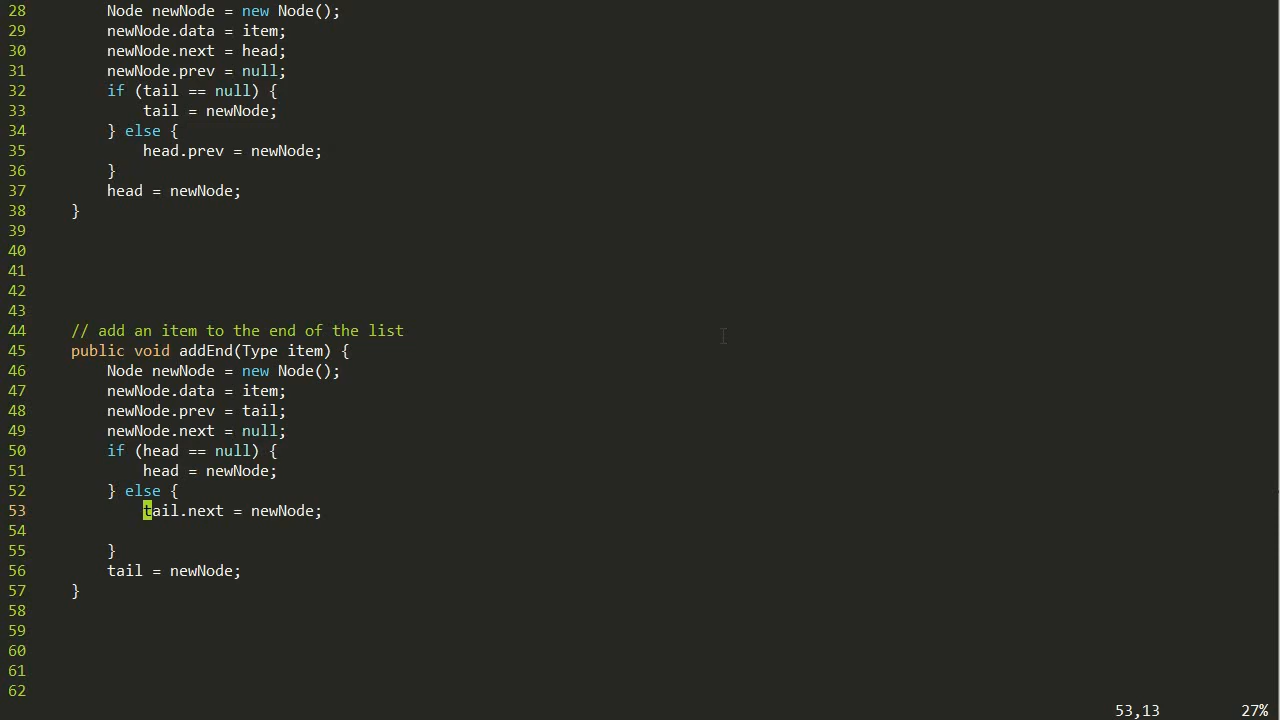 28         Node newNode = new Node();
29         newNode.data = item;
30         newNode.next = head;
31         newNode.prev = null;
32         if (tail == null) {
33             tail = newNode;
34         } else {
35             head.prev = newNode;
36         }
37         head = newNode;
38     }
39
40
41
42
43
44     // add an item to the end of the list
45     public void addEnd(Type item) {
46         Node newNode = new Node();
47         newNode.data = item;
48         newNode.prev = tail;
49         newNode.next = null;
50         if (head == null) {
51             head = newNode;
52         } else {
53             tail.next = newNode;
54
55         }
56         tail = newNode;
57     }
58
59
60
61
62
53,13 27%